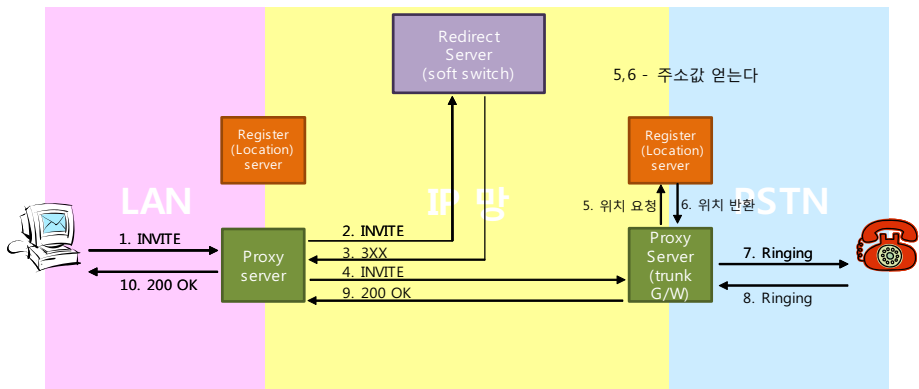 Redirect
Server
(soft switch)
5,6 - 주소값 얻는다
Register
(Location)
server
Register
(Location)
server
LAN
IP 망
PSTN
5. 위치 요청
6. 위치 반환
1. INVITE
10. 200 OK
Proxy
server
2. INVITE
3. 3XX
4. INVITE
9. 200 OK
Proxy
Server
(trunk
G/W)
7. Ringing
8. Ringing